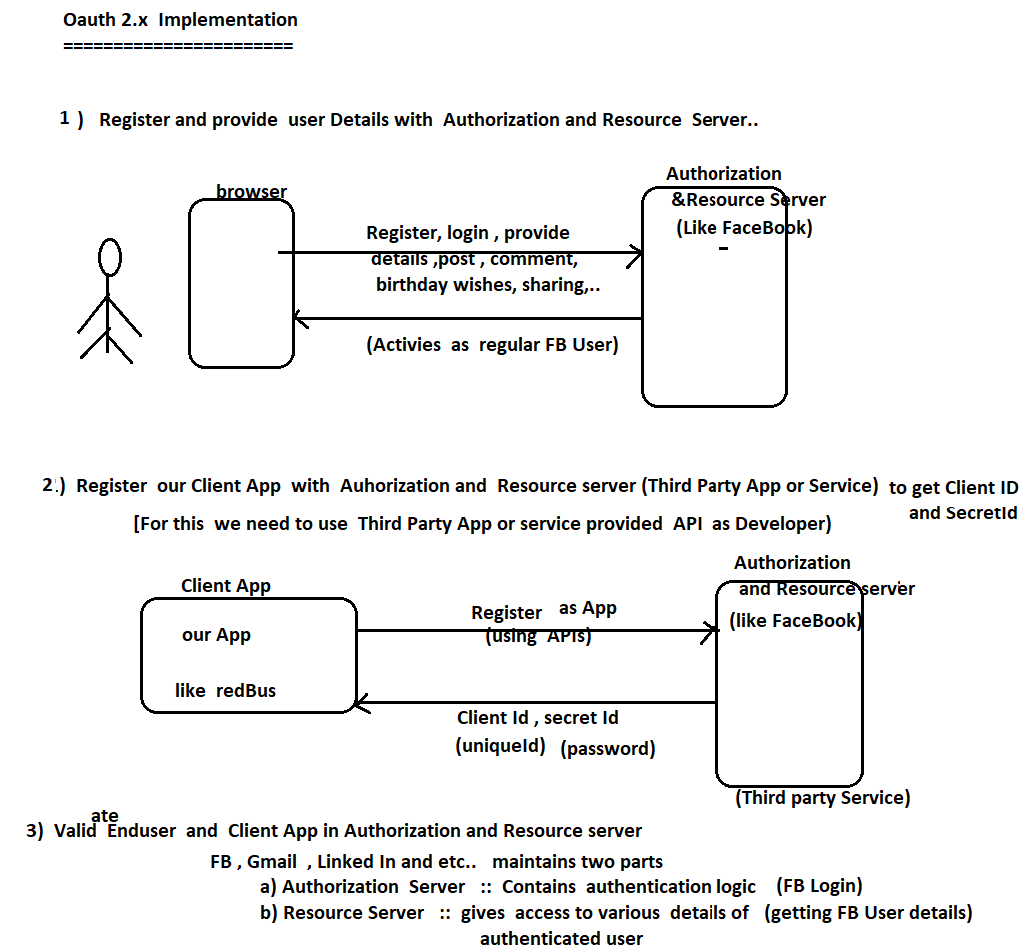 Oauth 2.x Implementation
=======================
1 ) Register and provide user Details with Authorization and Resource Server..
Authorization
&Resource Server
(Like FaceBook)
browser
Register, login , provide
details ,post , comment,
birthday wishes, sharing,..
(Activies as regular FB User)
2.) Register our Client App with Auhorization and Resource server (Third Party App or Service) to get Client ID
and SecretId
[For this we need to use Third Party App or service provided API as Developer)
Authorization
and Resource server
(like FaceBook)
Client App
our App
like redBus
Register as App
(using APIs)
Client Id , secret Id
(uniqueId) (password)
(Third party Service)
ate
3) Valid Enduser and Client App in Authorization and Resource server
FB , Gmail , Linked In and etc.. maintains two parts
a) Authorization Server :: Contains authentication logic (FB Login)
b) Resource Server :: gives access to various details of (getting FB User details)
authenticated user